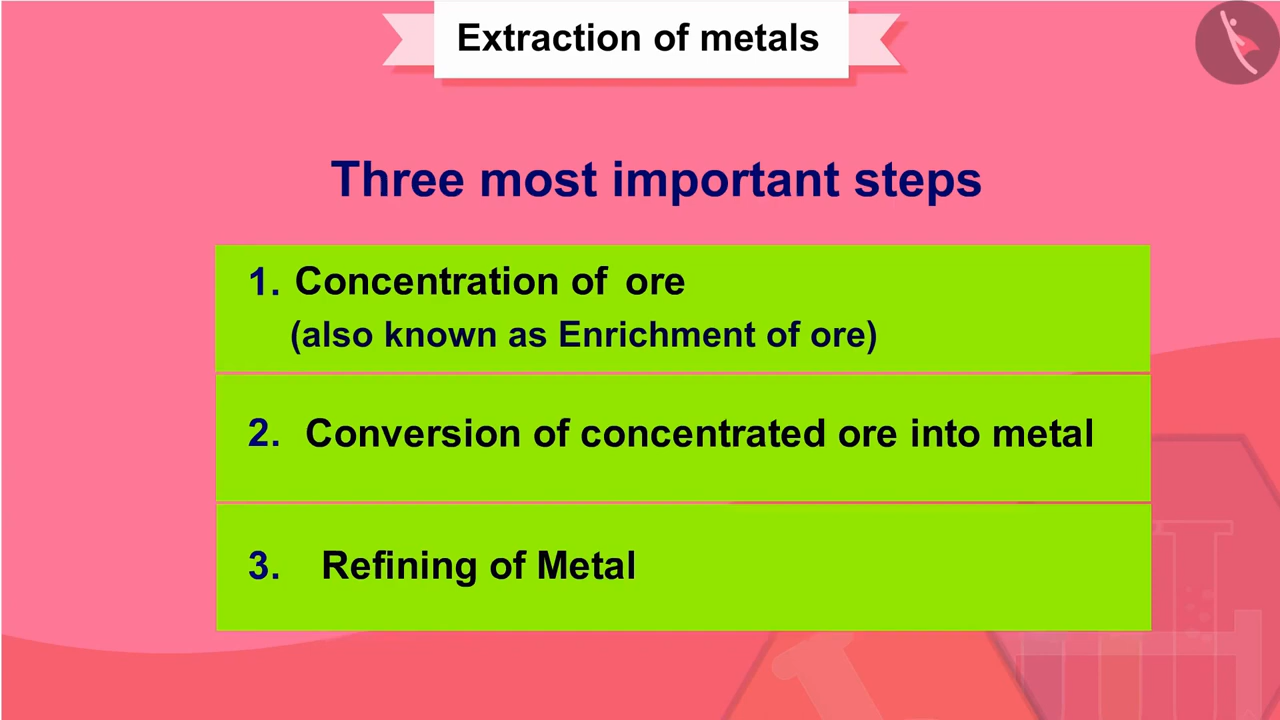 Extraction of metals
Three most important steps
1. Concentration of ore
(also known as Enrichment of ore)
2. Conversion of concentrated ore into metal
3. Refining of Metal